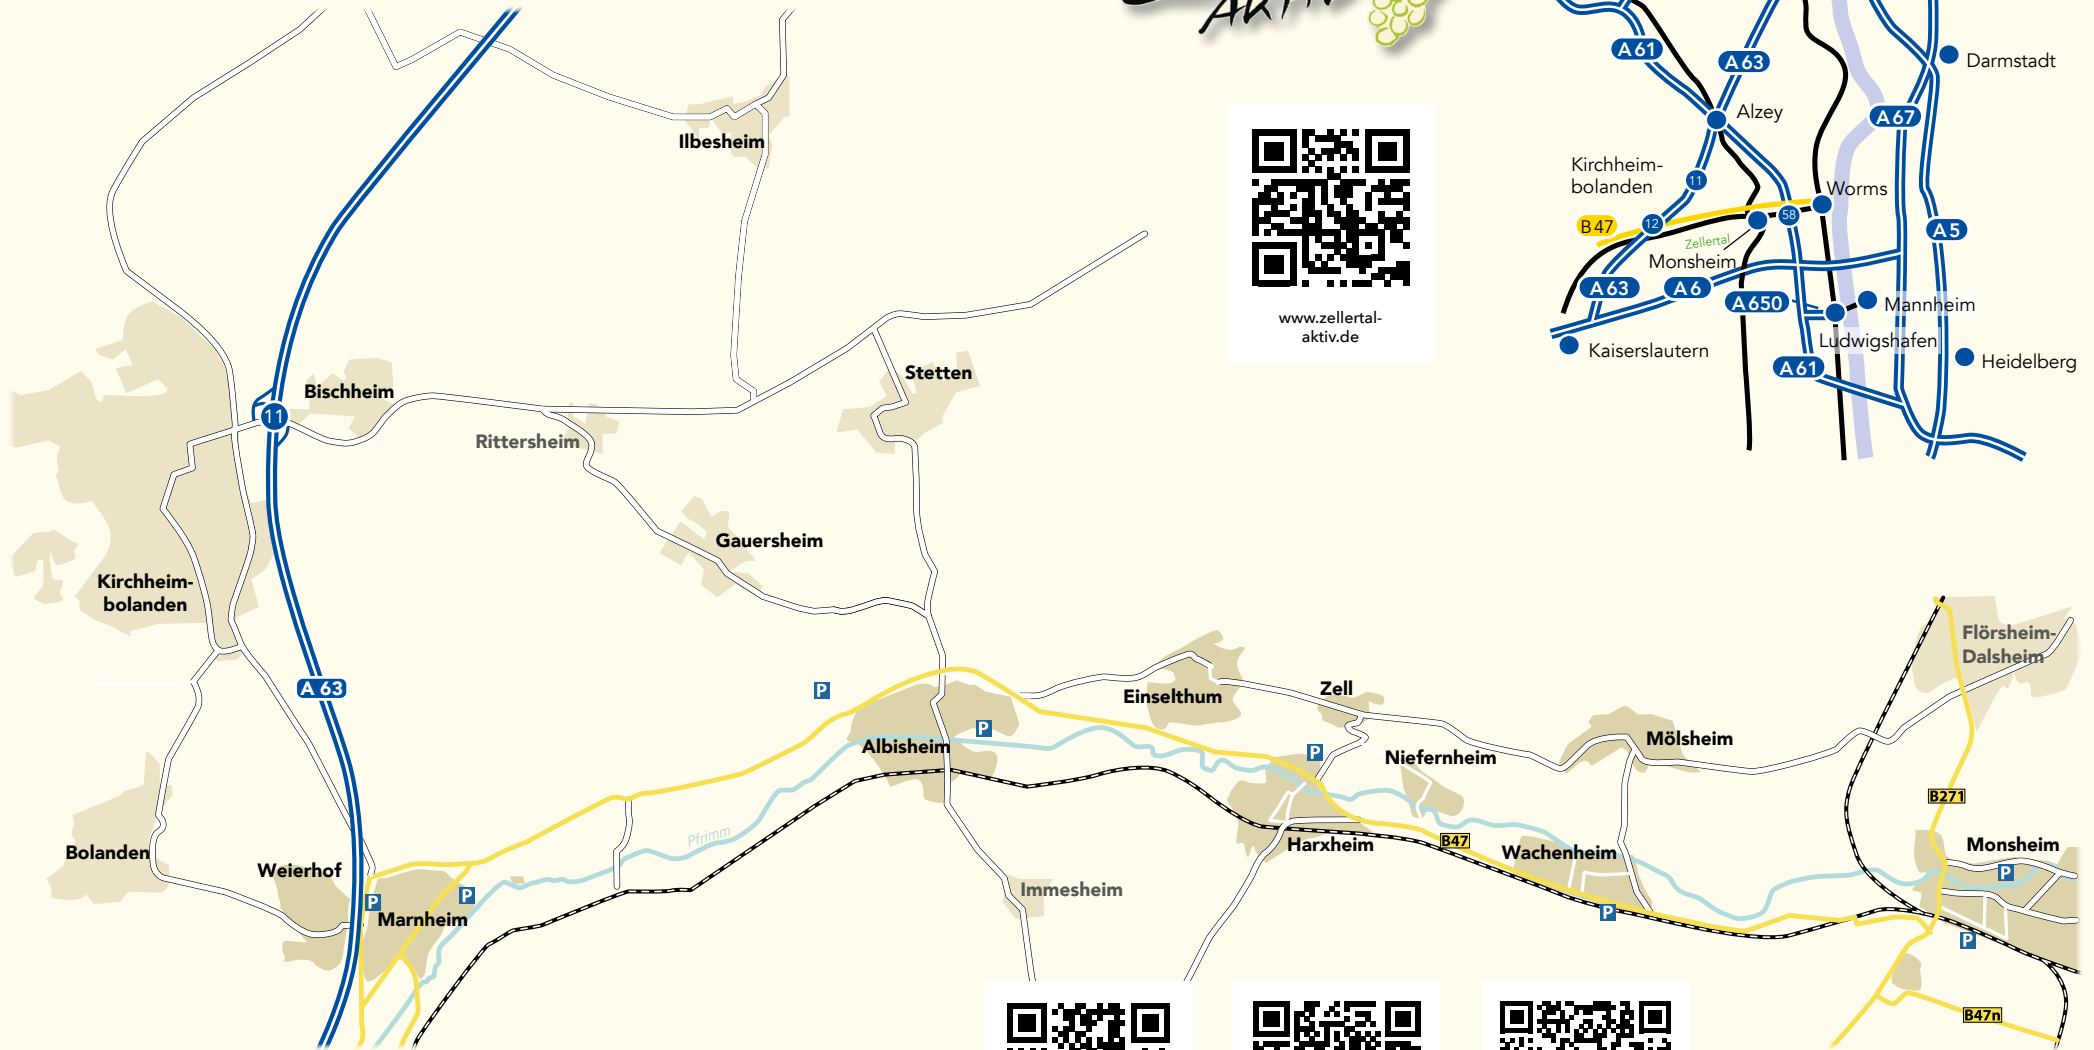 AKTIV
A 61
A 63
Darmstadt
A 67
Alzey
Kirchheim-
bolanden
11
Worms
B 47
12
58
Zellertal
Monsheim
A 5
A 63
A 6
A 650
Mannheim
Ludwigshafen
Kaiserslautern
A 61
Heidelberg
www.zellertal-
aktiv.de
Ilbesheim
Bischheim
11
Rittersheim
Stetten
Gauersheim
Kirchheim-
bolanden
A 63
Flörsheim-
Dalsheim
P
Einselthum
Zell
P
Albisheim
P
Niefernheim
Mölsheim
B271
Pfrimm
B47
Harxheim
Wachenheim
Monsheim
P
Bolanden
Weierhof
P
P
Marnheim
Immesheim
P
P
B47n